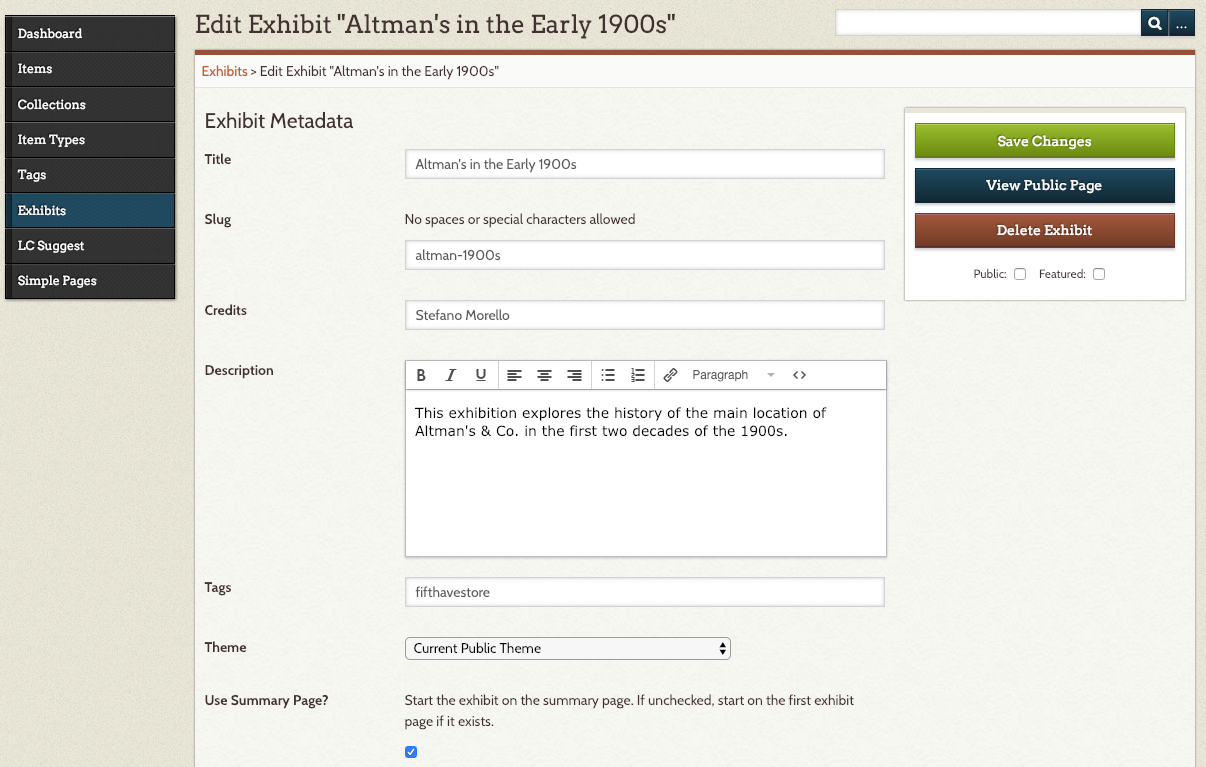 Edit Exhibit "Altman's in the Early 1900s"
...
Dashboard
Items
Collections
Item Types
Tags
Exhibits
LC Suggest
Simple Pages
Exhibits > Edit Exhibit "Altman's in the Early 1900s"
Exhibit Metadata
Title
Altman's in the Early 1900s
Slug
No spaces or special characters allowed
altman-1900s
Credits
Stefano Morello
Description
B I U Paragraph <>
This exhibition explores the history of the main location of
Altman's & Co. in the first two decades of the 1900s.
Tags
fifthavestore
Theme
Current Public Theme
Use Summary Page?
Start the exhibit on the summary page. If unchecked, start on the first exhibit
page if it exists.
Save Changes
View Public Page
Delete Exhibit
Public: Featured: